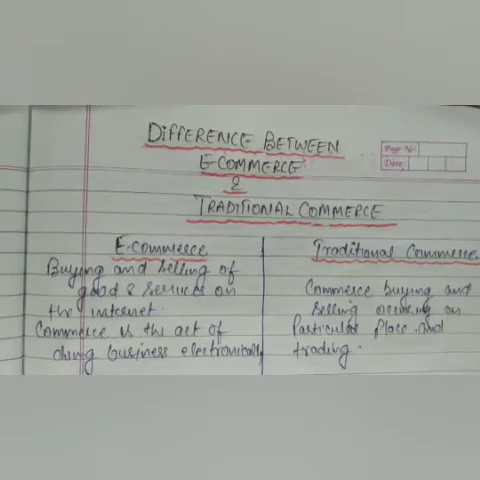 DIFFERENCE BETWEEN
E-COMMERCE
&
TRADITIONAL COMMERCE
Page No:
Date:
E-commerce
Buying and selling of
good & services on
the internet.
Commerce is the act of
doing business electronically
Traditional Commerce
Commerce buying and
selling on
Particular place and
trading.